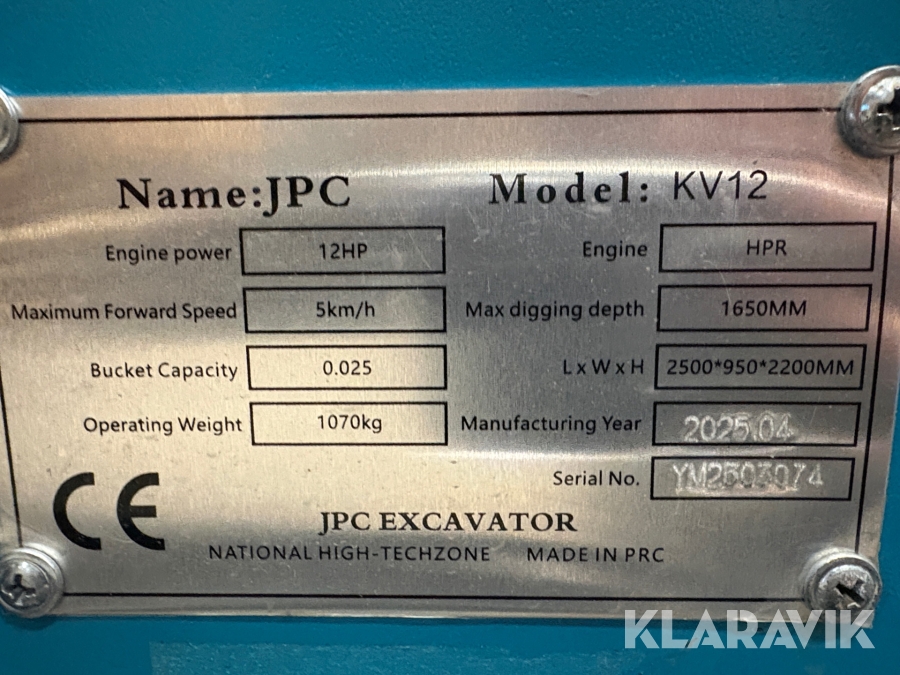 Name:JPC Model: KV12
Engine power 12HP Engine HPR
Maximum Forward Speed 5km/h Max digging depth 1650MM
Bucket Capacity 0.025 LxWxH 2500*950*2200MM
Operating Weight 1070kg Manufacturing Year 2025.04
Serial No. YM2503074
CE
JPC EXCAVATOR
NATIONAL HIGH-TECHZONE MADE IN PRC
KLARAVIK